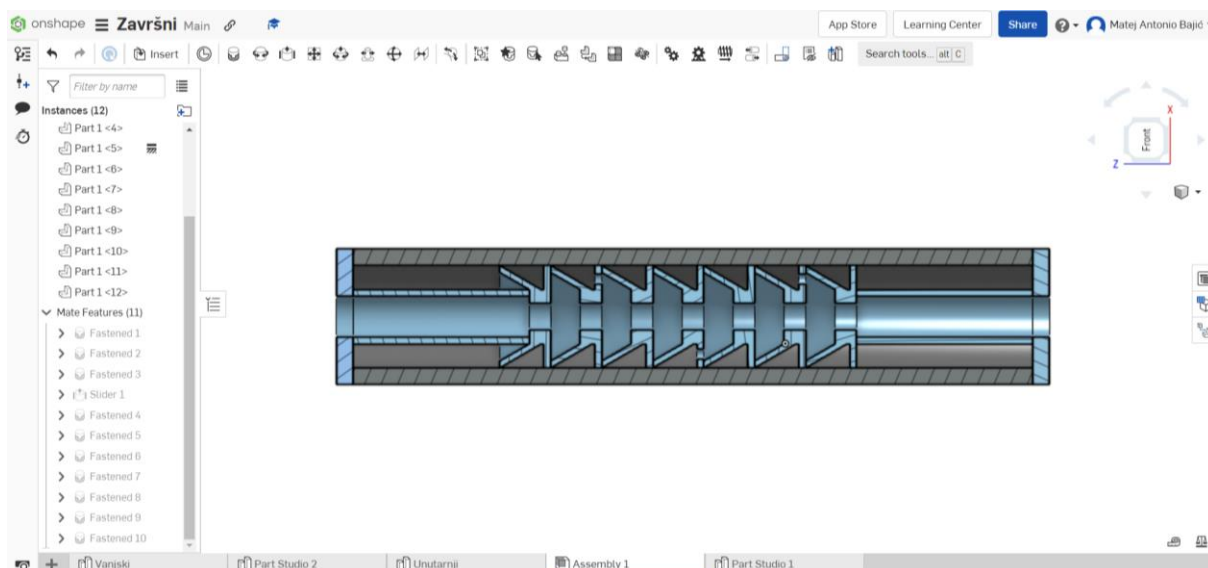 onshape Završni Main App Store Learning Center Share Matej Antonio Bajić
Insert Search tools... alt C
Filter by name
Instances (12)
Part 1 <4>
Part 1 <5>
Part 1 <6>
Part 1 <7>
Part 1 <8>
Part 1 <9>
Part 1 <10>
Part 1 <11>
Part 1 <12>
Mate Features (11)
Fastened 1
Fastened 2
Fastened 3
Slider 1
Fastened 4
Fastened 5
Fastened 6
Fastened 7
Fastened 8
Fastened 9
Fastened 10
X
Front
Z
Vanjski Part Studio 2 Unutarnji Assembly 1 Part Studio 1